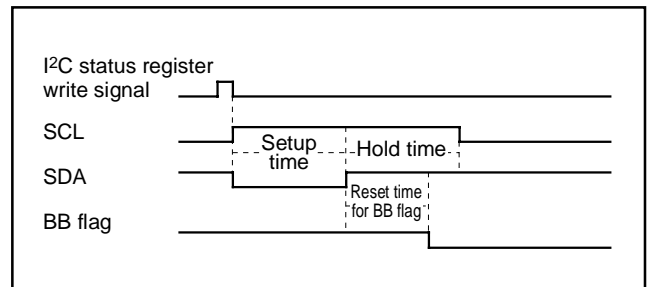 I2C status register
write signal
SCL
Setup
time
Hold time
SDA
Reset time
for BB flag
BB flag